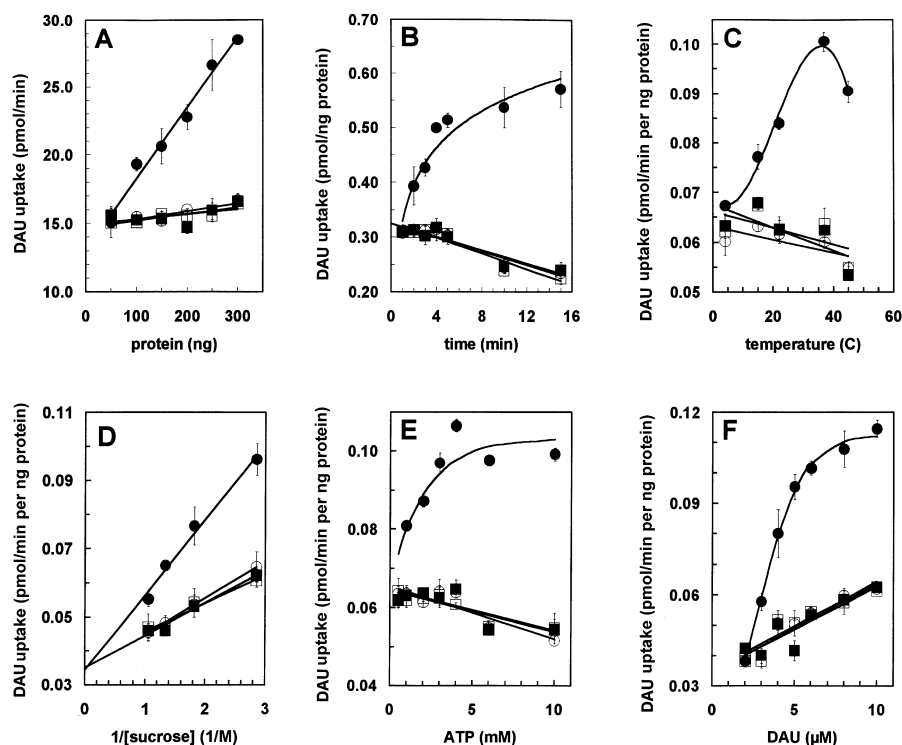 A
DAU uptake (pmol/min)
30.0
25.0
20.0
15.0
10.0
0 100 200 300
protein (ng)
B
DAU uptake (pmol/ng protein)
0.70
0.60
0.50
0.40
0.30
0.20
0 4 8 12 16
time (min)
C
DAU uptake (pmol/min per ng protein)
0.10
0.09
0.08
0.07
0.06
0.05
0 20 40 60
temperature (C)
D
DAU uptake (pmol/min per ng protein)
0.11
0.09
0.07
0.05
0.03
0 1 2 3
1/[sucrose] (1/M)
E
DAU uptake (pmol/min per ng protein)
0.12
0.10
0.08
0.06
0.04
0 5 10
ATP (mM)
F
DAU uptake (pmol/min per ng protein)
0.12
0.09
0.06
0.03
0 5 10
DAU (µM)